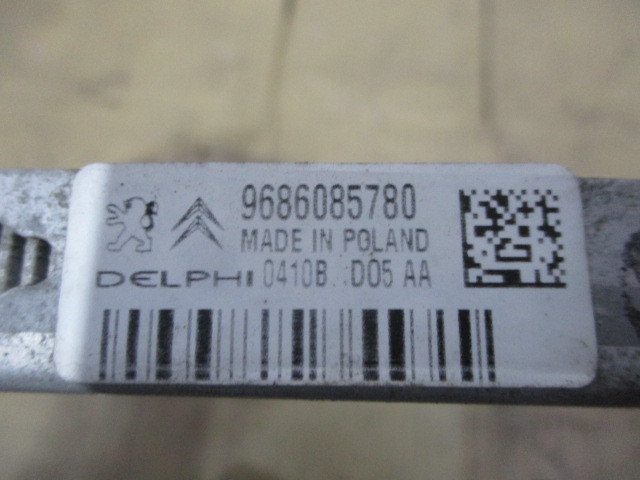 9686085780
MADE IN POLAND
DELPHI 0410B D05 AA